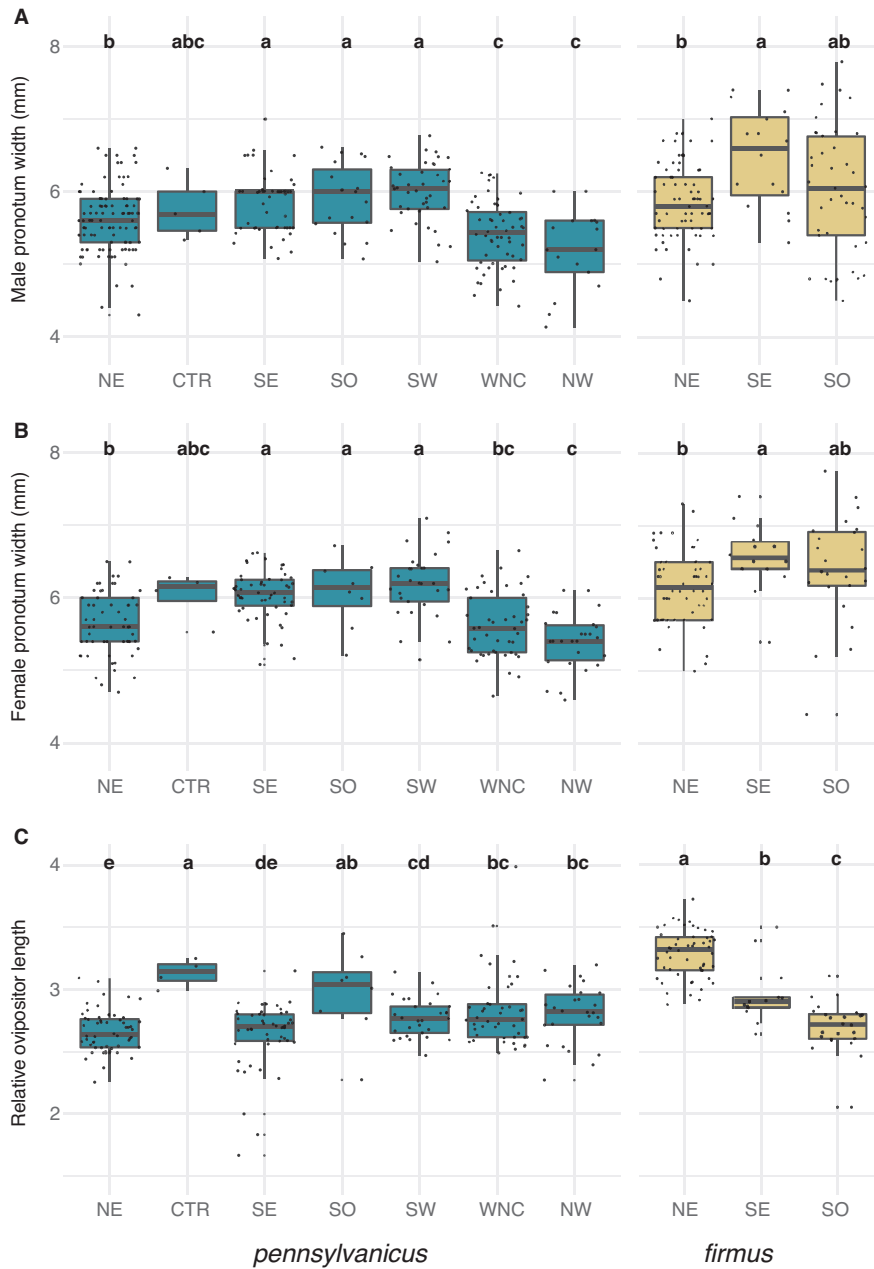 A
Male pronotum width (mm)
8
6
4
b abc a a a c c b a ab
NE CTR SE SO SW WNC NW NE SE SO
B
Female pronotum width (mm)
8
6
4
b abc a a a bc c b a ab
NE CTR SE SO SW WNC NW NE SE SO
C
Relative ovipositor length
4
3
2
e a de ab cd bc bc a b c
NE CTR SE SO SW WNC NW NE SE SO
pennsylvanicus firmus